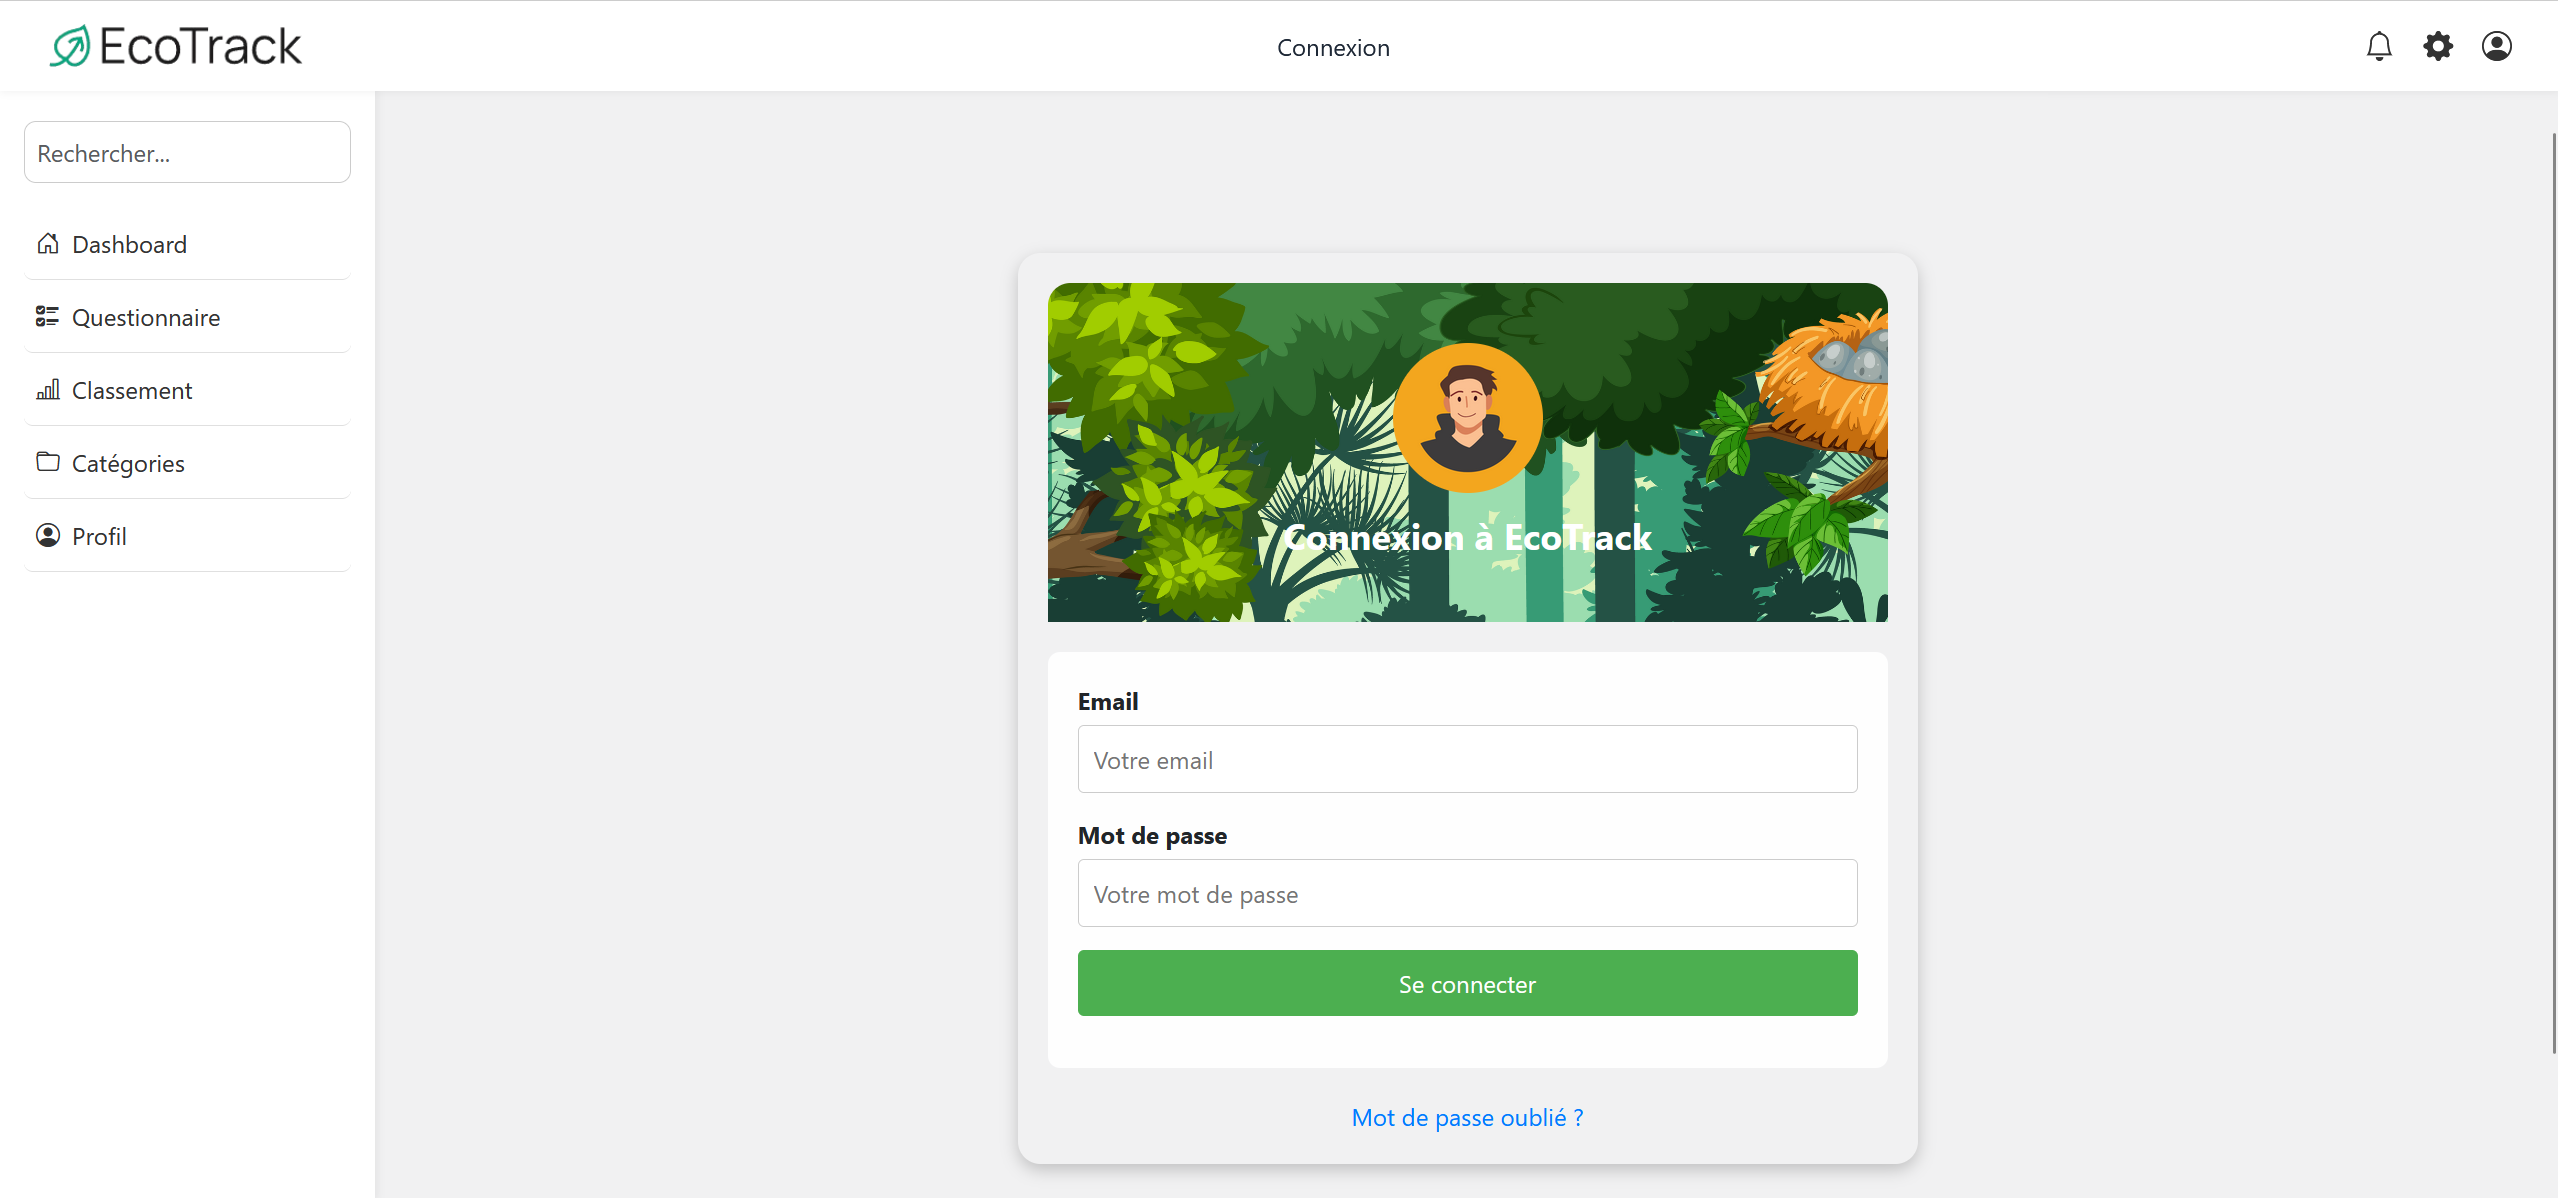 EcoTrack
Connexion
Rechercher...
Dashboard
Questionnaire
Classement
Catégories
Profil
Connexion à EcoTrack
Email
Votre email
Mot de passe
Votre mot de passe
Se connecter
Mot de passe oublié ?